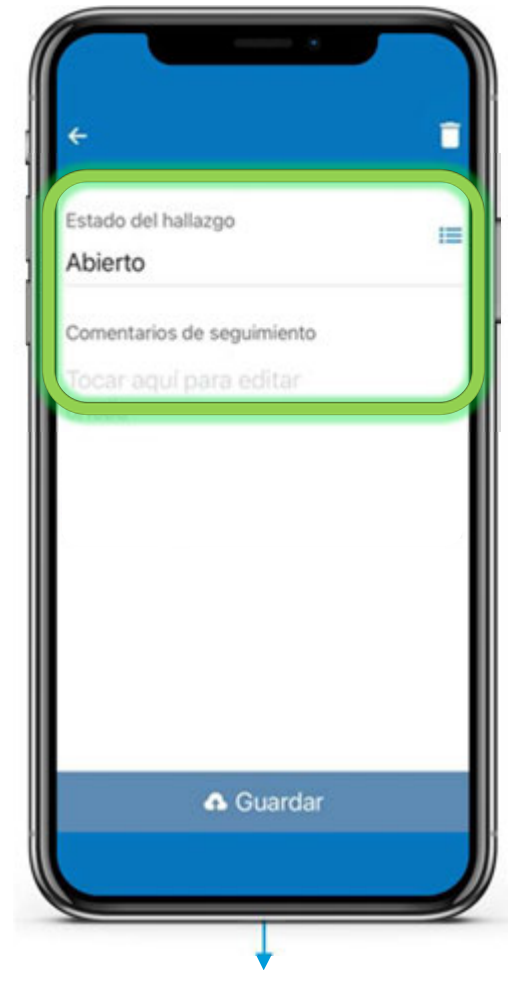 Estado del hallazgo
Abierto
Comentarios de seguimiento
Tocar aquí para editar
Guardar